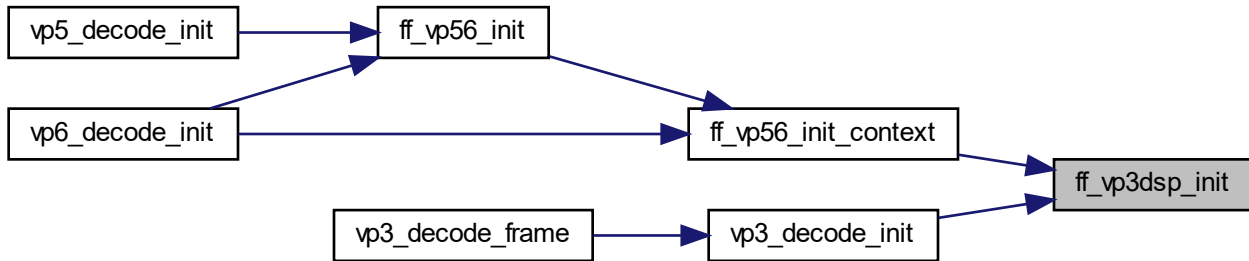 vp5_decode_init
ff_vp56_init
vp6_decode_init
ff_vp56_init_context
ff_vp3dsp_init
vp3_decode_frame
vp3_decode_init